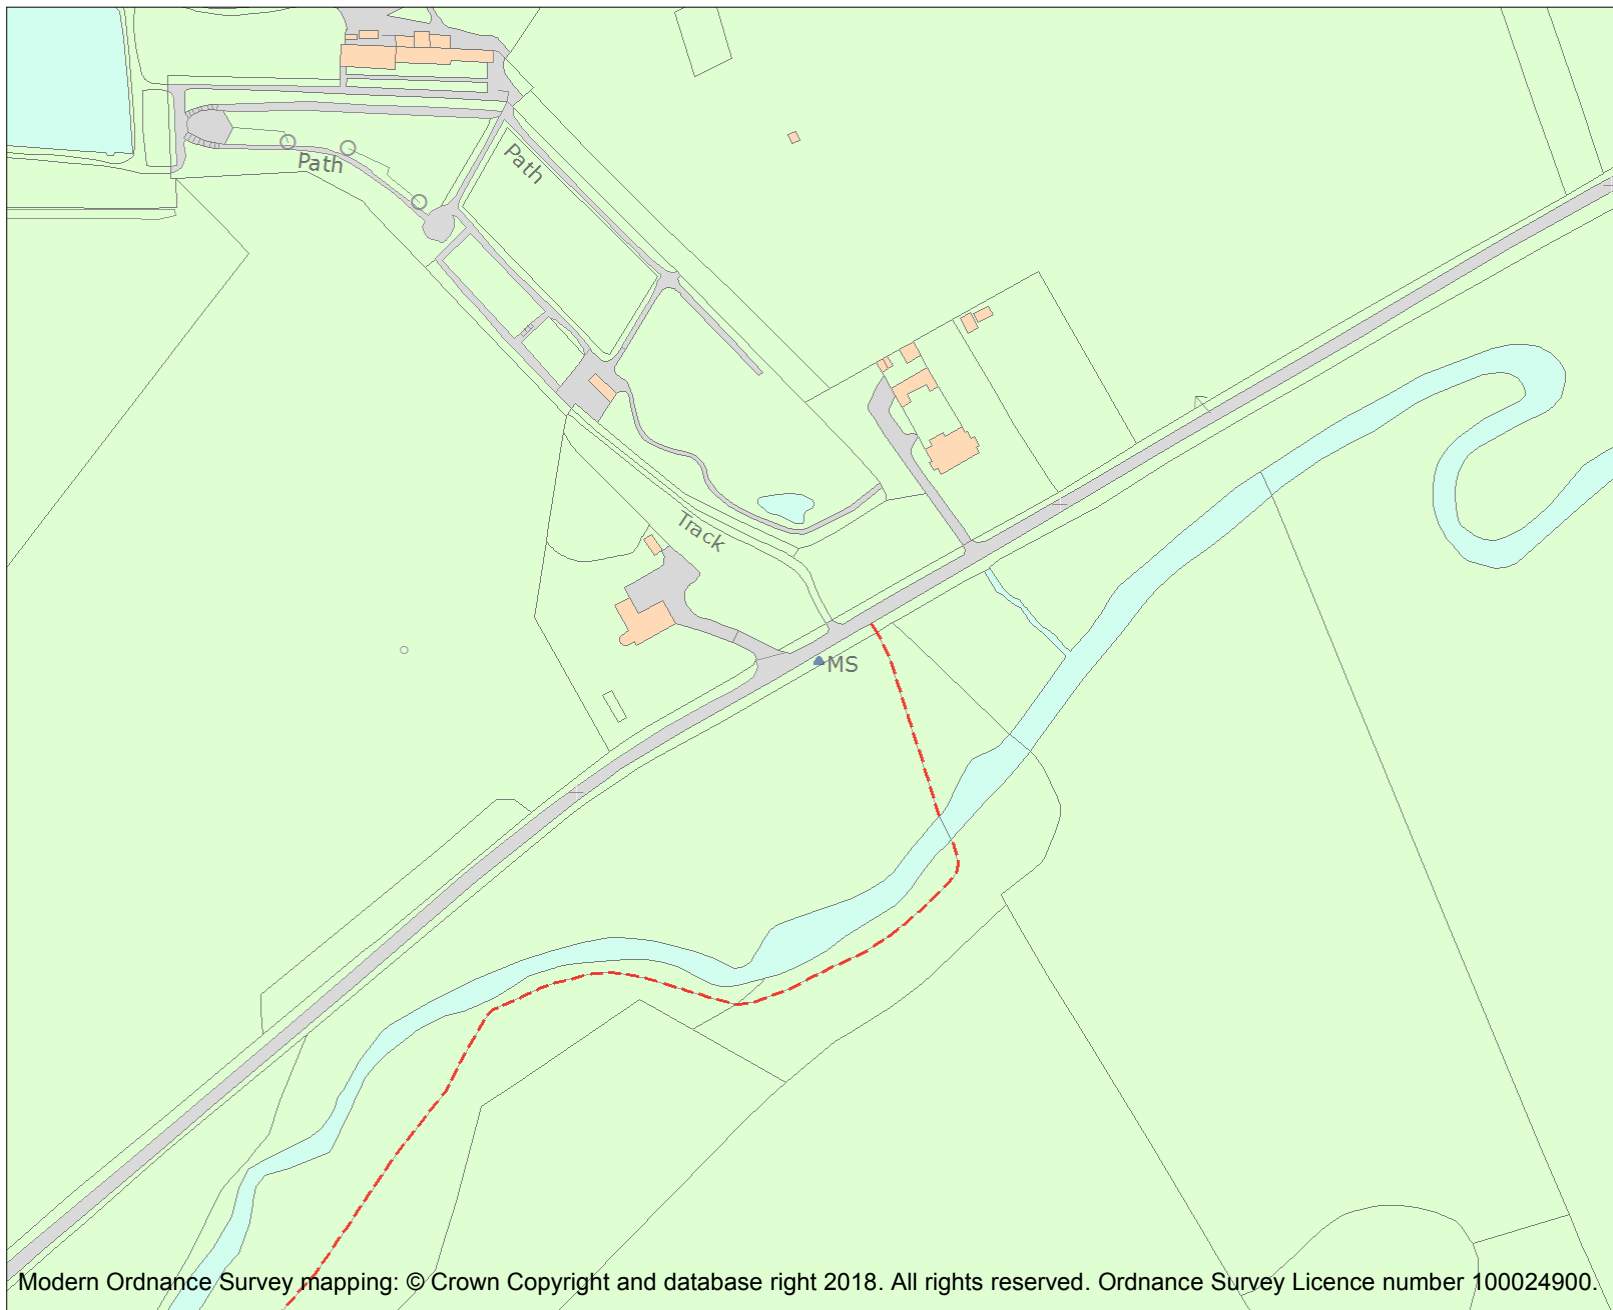 Path
Path
Track
MS
Modern Ordnance Survey mapping: © Crown Copyright and database right 2018. All rights reserved. Ordnance Survey Licence number 100024900.